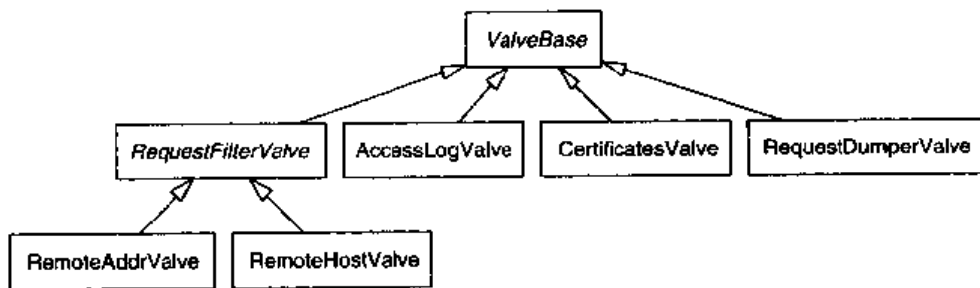 ValveBase
RequestFilterValve
AccessLogValve
CertificatesValve
RequestDumperValve
RemoteAddrValve
RemoteHostValve